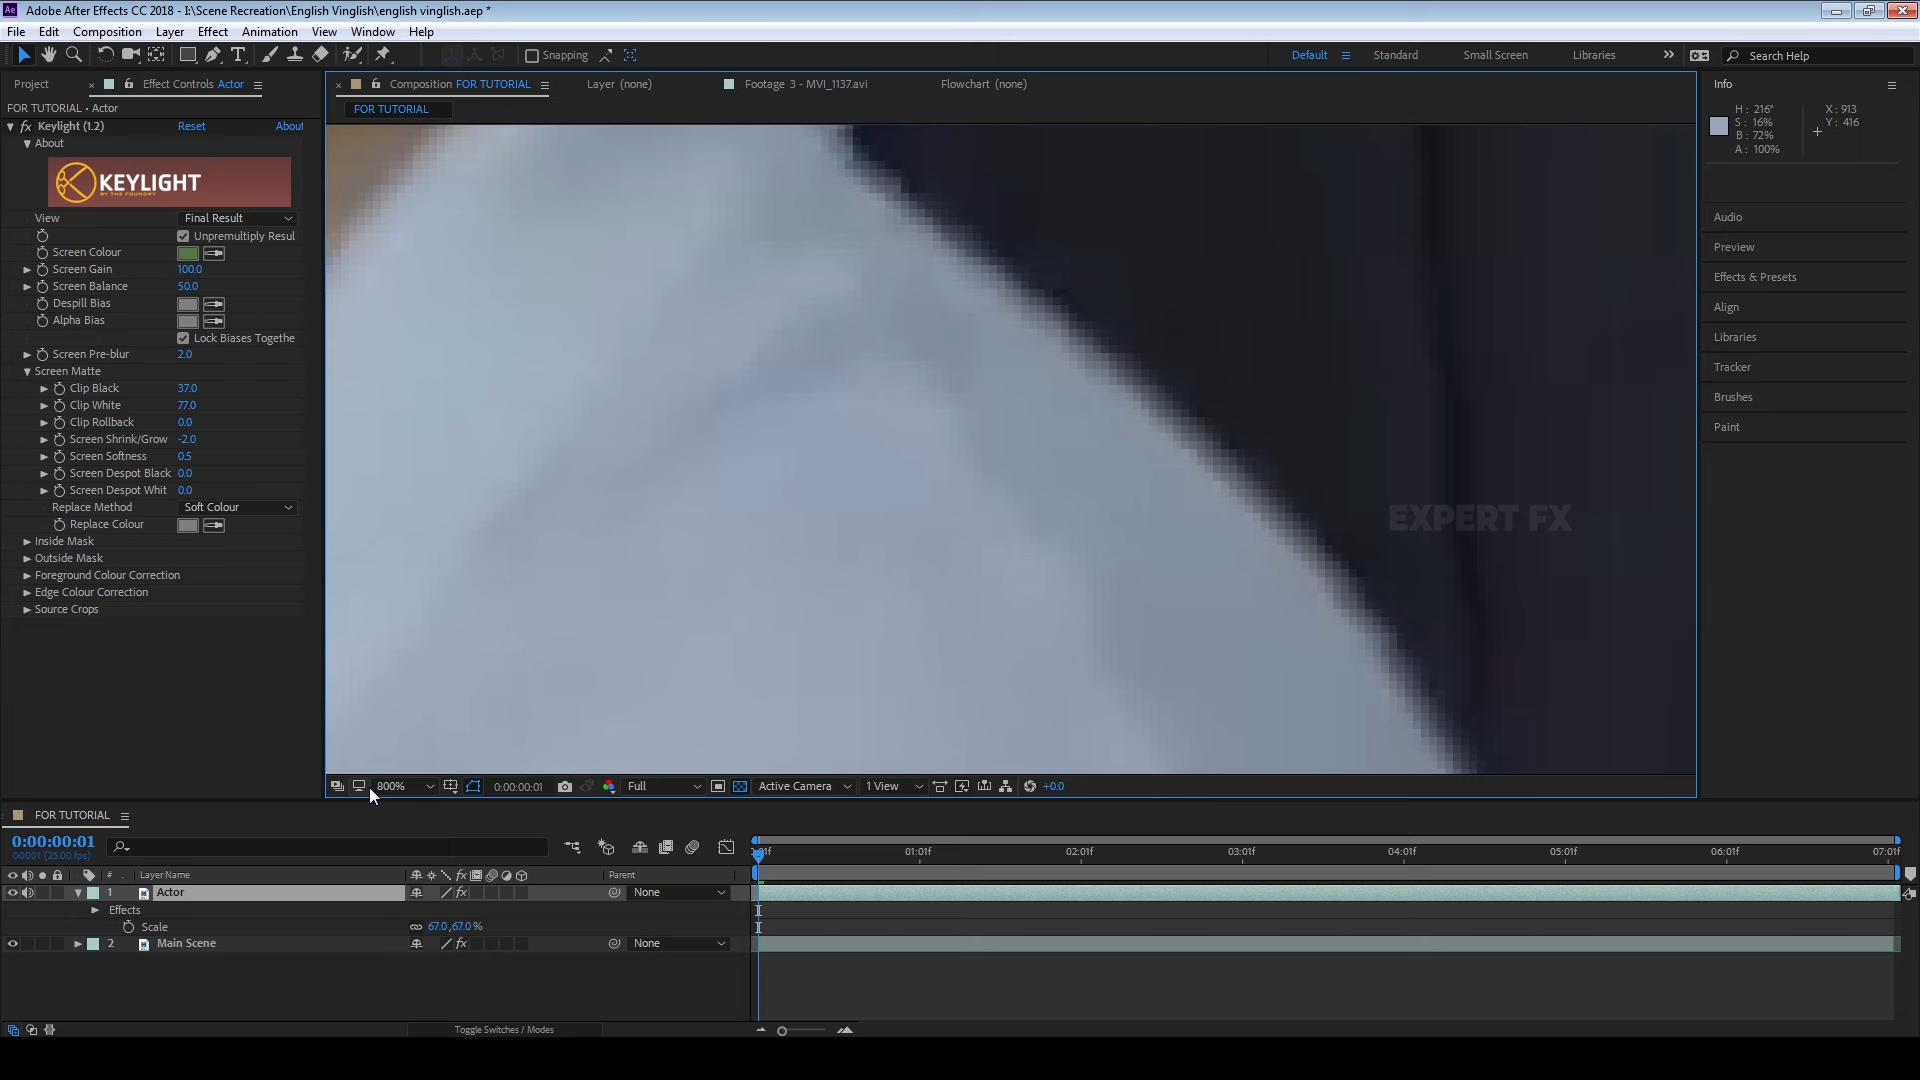 Adobe After Effects CC 2018 - I:\Scene Recreation\English Vinglish\english vinglish.aep *
File Edit Composition Layer Effect Animation View Window Help
Snapping
Default Standard Small Screen Libraries Search Help
Project Effect Controls Actor
Composition FOR TUTORIAL Layer (none) Footage 3 - MVI_1137.avi Flowchart (none)
Info
FOR TUTORIAL • Actor
FOR TUTORIAL
H : 216°
S : 16%
B : 72%
A : 100%
X : 913
Y : 416
fx Keylight (1.2) Reset About
About
KEYLIGHT
BY THE FOUNDRY
View Final Result
Unpremultiply Resul
Screen Colour
Screen Gain 100.0
Screen Balance 50.0
Despill Bias
Alpha Bias
Lock Biases Togethe
Screen Pre-blur 2.0
Screen Matte
Clip Black 37.0
Clip White 77.0
Clip Rollback 0.0
Screen Shrink/Grow -2.0
Screen Softness 0.5
Screen Despot Black 0.0
Screen Despot Whit 0.0
Replace Method Soft Colour
Replace Colour
Inside Mask
Outside Mask
Foreground Colour Correction
Edge Colour Correction
Source Crops
Audio
Preview
Effects & Presets
Align
Libraries
Tracker
Brushes
Paint
EXPERT FX
800% 0:00:00:01 Full Active Camera 1 View +0.0
FOR TUTORIAL
0:00:00:01
00001 (25.00 fps)
01:01f 02:01f 03:01f 04:01f 05:01f 06:01f 07:01f
# Layer Name Parent
1 Actor None
Effects
Scale 67.0,67.0 %
2 Main Scene None
Toggle Switches / Modes